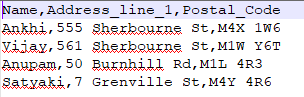 Name,Address_line_1,Postal_Code
Ankhi,555 Sherbourne St,M4X 1W6
Vijay,561 Sherbourne St,M1W Y6T
Anupam,50 Burnhill Rd,M1L 4R3
Satyaki,7 Grenville St,M4Y 4R6